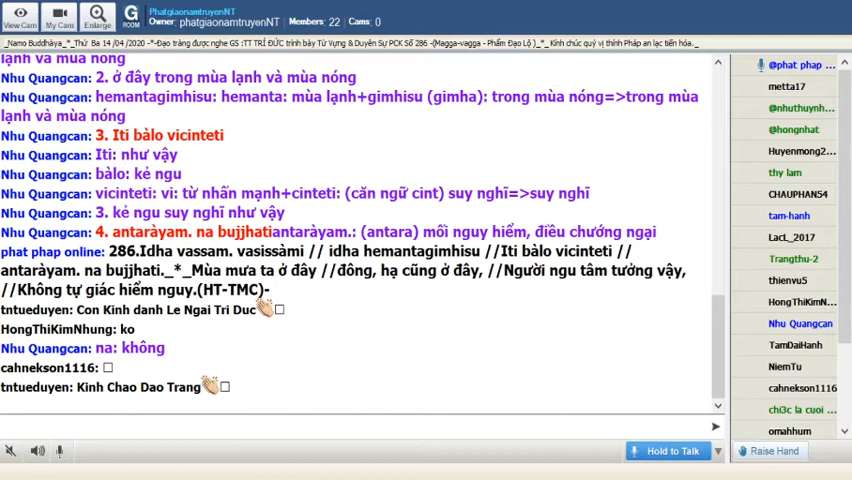 View Cam
My Cam
Enlarge
G
ROOM
PhatgiaonamtruyenNT
Owner: phatgiaonamtruyenNT Members: 22 Cams: 0
_Namo Buddhàya_*_Thứ Ba 14 /04 /2020 -*-Đạo tràng được nghe GS :TT TRÍ ĐỨC trình bày Từ Vựng & Duyên Sự PCK Số 286 -(Magga-vagga - Phẩm Đạo Lộ )_*_ Kính chúc quý vị thính Pháp an lạc tiến hóa._
lạnh và mùa nóng
Nhu Quangcan: 2. ở đây trong mùa lạnh và mùa nóng
Nhu Quangcan: hemantagimhisu: hemanta: mùa lạnh+gimhisu (gimha): trong mùa nóng=>trong mùa
lạnh và mùa nóng
Nhu Quangcan: 3. Iti bàlo vicinteti
Nhu Quangcan: Iti: như vậy
Nhu Quangcan: bàlo: kẻ ngu
Nhu Quangcan: vicinteti: vi: từ nhấn mạnh+cinteti: (căn ngữ cint) suy nghĩ=>suy nghĩ
Nhu Quangcan: 3. kẻ ngu suy nghĩ như vậy
Nhu Quangcan: 4. antaràyam. na bujjhatiantaràyam.: (antara) mối nguy hiểm, điều chướng ngại
phat phap online: 286.Idha vassam. vasissàmi // idha hemantagimhisu //Iti bàlo vicinteti //
antaràyam. na bujjhati._*_Mùa mưa ta ở đây //đông, hạ cũng ở đây, //Người ngu tâm tưởng vậy,
//Không tự giác hiểm nguy.(HT-TMC)-
tntueduyen: Con Kinh danh Le Ngai Tri Duc
HongThiKimNhung: ko
Nhu Quangcan: na: không
cahnekson1116:
tntueduyen: Kinh Chao Dao Trang
Hold to Talk
@phat phap ...
metta17
@nhuthuynh...
@hongnhat
Huyenmong2...
thy lam
CHAUPHAN54
tam-hanh
LacL_2017
Trangthu-2
thienvu5
HongThiKimN...
Nhu Quangcan
TamDaiHanh
NiemTu
cahnekson1116
chi3c la cuoi ...
omahhum
Raise Hand